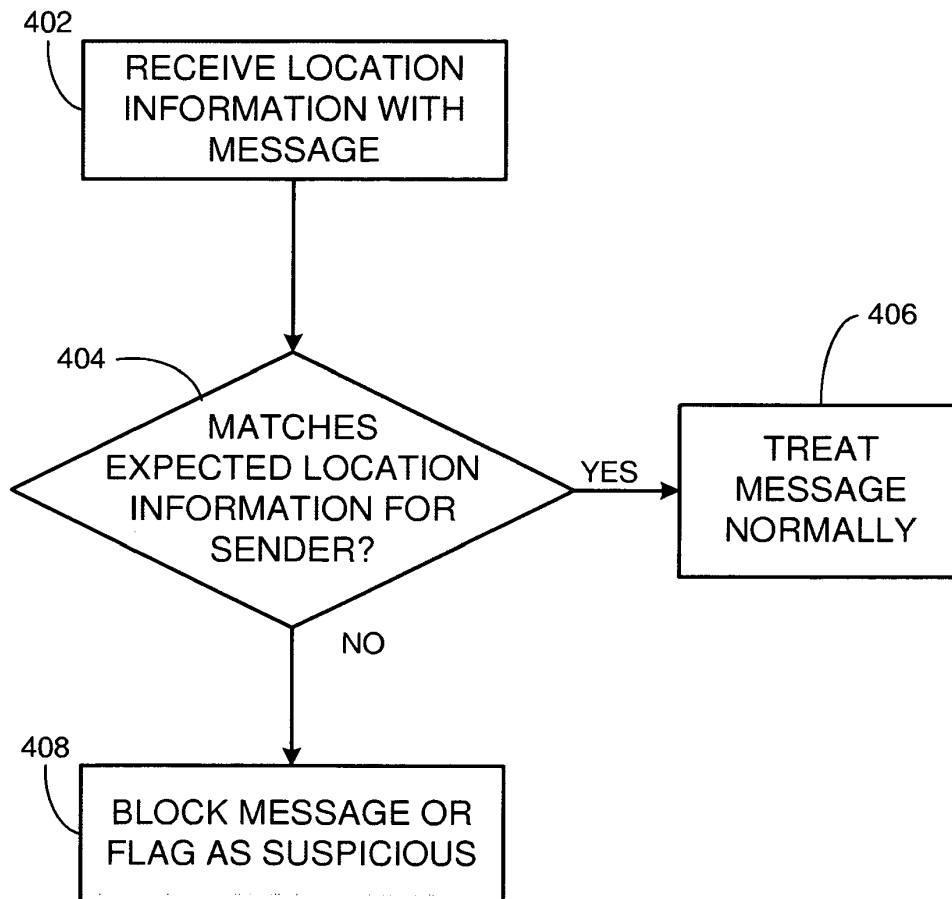 402
RECEIVE LOCATION
INFORMATION WITH
MESSAGE
404
MATCHES
EXPECTED LOCATION
INFORMATION FOR
SENDER?
YES
406
TREAT
MESSAGE
NORMALLY
NO
408
BLOCK MESSAGE OR
FLAG AS SUSPICIOUS